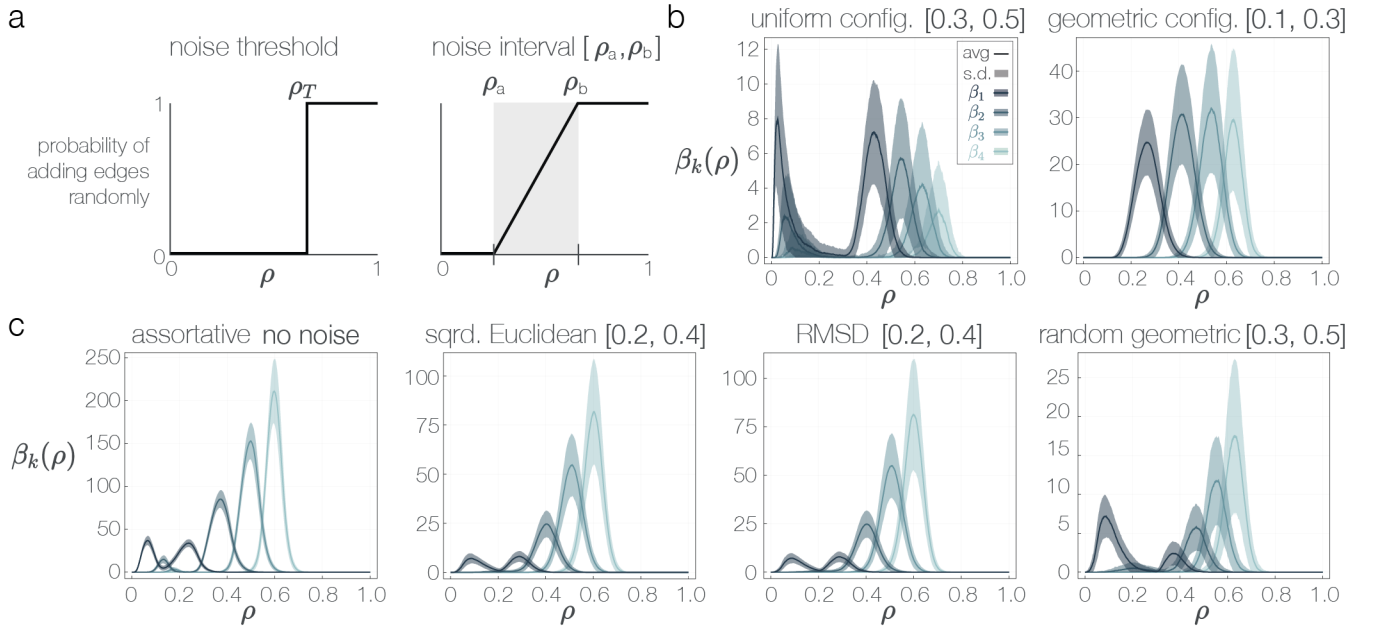 a
noise threshold
noise interval [ρa,ρb]
ρT
ρa
ρb
1
probability of
adding edges
randomly
0
0
ρ
1
0
ρ
1
b
uniform config. [0.3, 0.5]
12
10
8
6
4
2
0
βk(ρ)
avg
s.d.
β1
β2
β3
β4
0
0.2
0.4
0.6
0.8
1.0
ρ
geometric config. [0.1, 0.3]
40
30
20
10
0
0
0.2
0.4
0.6
0.8
1.0
ρ
c
assortative no noise
250
200
150
100
50
0
βk(ρ)
0
0.2
0.4
0.6
0.8
1.0
ρ
sqrd. Euclidean [0.2, 0.4]
100
75
50
25
0
0
0.2
0.4
0.6
0.8
1.0
ρ
RMSD [0.2, 0.4]
100
75
50
25
0
0
0.2
0.4
0.6
0.8
1.0
ρ
random geometric [0.3, 0.5]
25
20
15
10
5
0
0
0.2
0.4
0.6
0.8
1.0
ρ